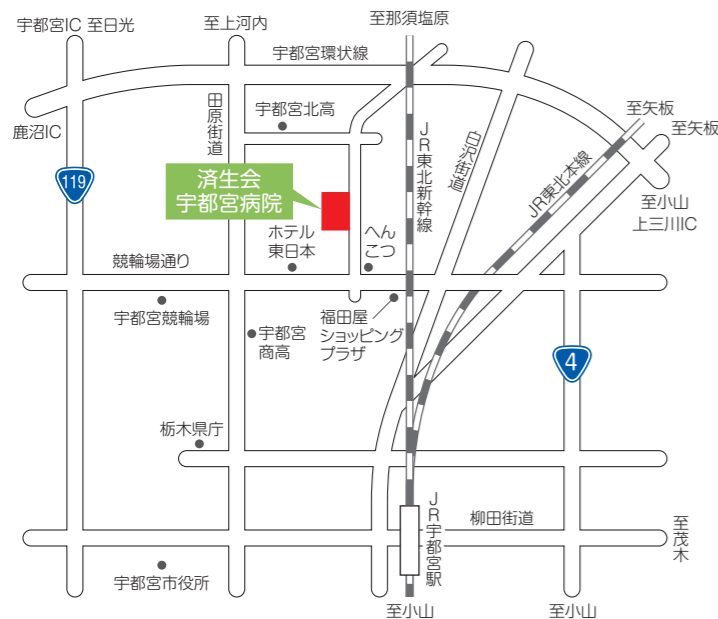 宇都宮IC 至日光
至上河内
至那須塩原
宇都宮環状線
鹿沼IC
田原街道
宇都宮北高
JR東北新幹線
白沢街道
至矢板
至矢板
JR東北本線
119
済生会
宇都宮病院
至小山
上三川IC
ホテル
東日本
へん
こつ
競輪場通り
宇都宮競輪場
宇都宮
商高
福田屋
ショッピング
プラザ
4
栃木県庁
JR宇都宮駅
柳田街道
至茂木
宇都宮市役所
至小山
至小山